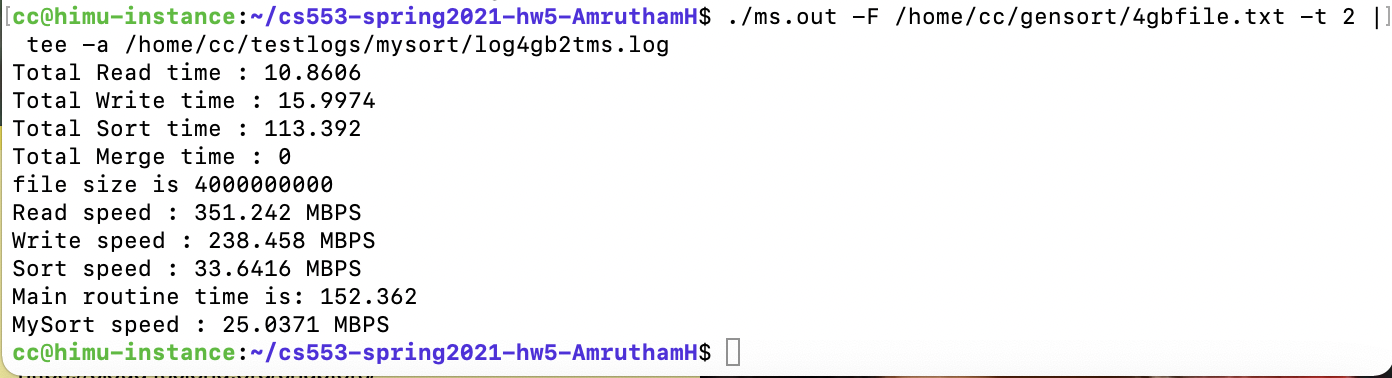 [cc@himu-instance:~/cs553-spring2021-hw5-AmruthamH$ ./ms.out -F /home/cc/gensort/4gbfile.txt -t 2 |]
tee -a /home/cc/testlogs/mysort/log4gb2tms.log
Total Read time : 10.8606
Total Write time : 15.9974
Total Sort time : 113.392
Total Merge time : 0
file size is 4000000000
Read speed : 351.242 MBPS
Write speed : 238.458 MBPS
Sort speed : 33.6416 MBPS
Main routine time is: 152.362
MySort speed : 25.0371 MBPS
cc@himu-instance:~/cs553-spring2021-hw5-AmruthamH$